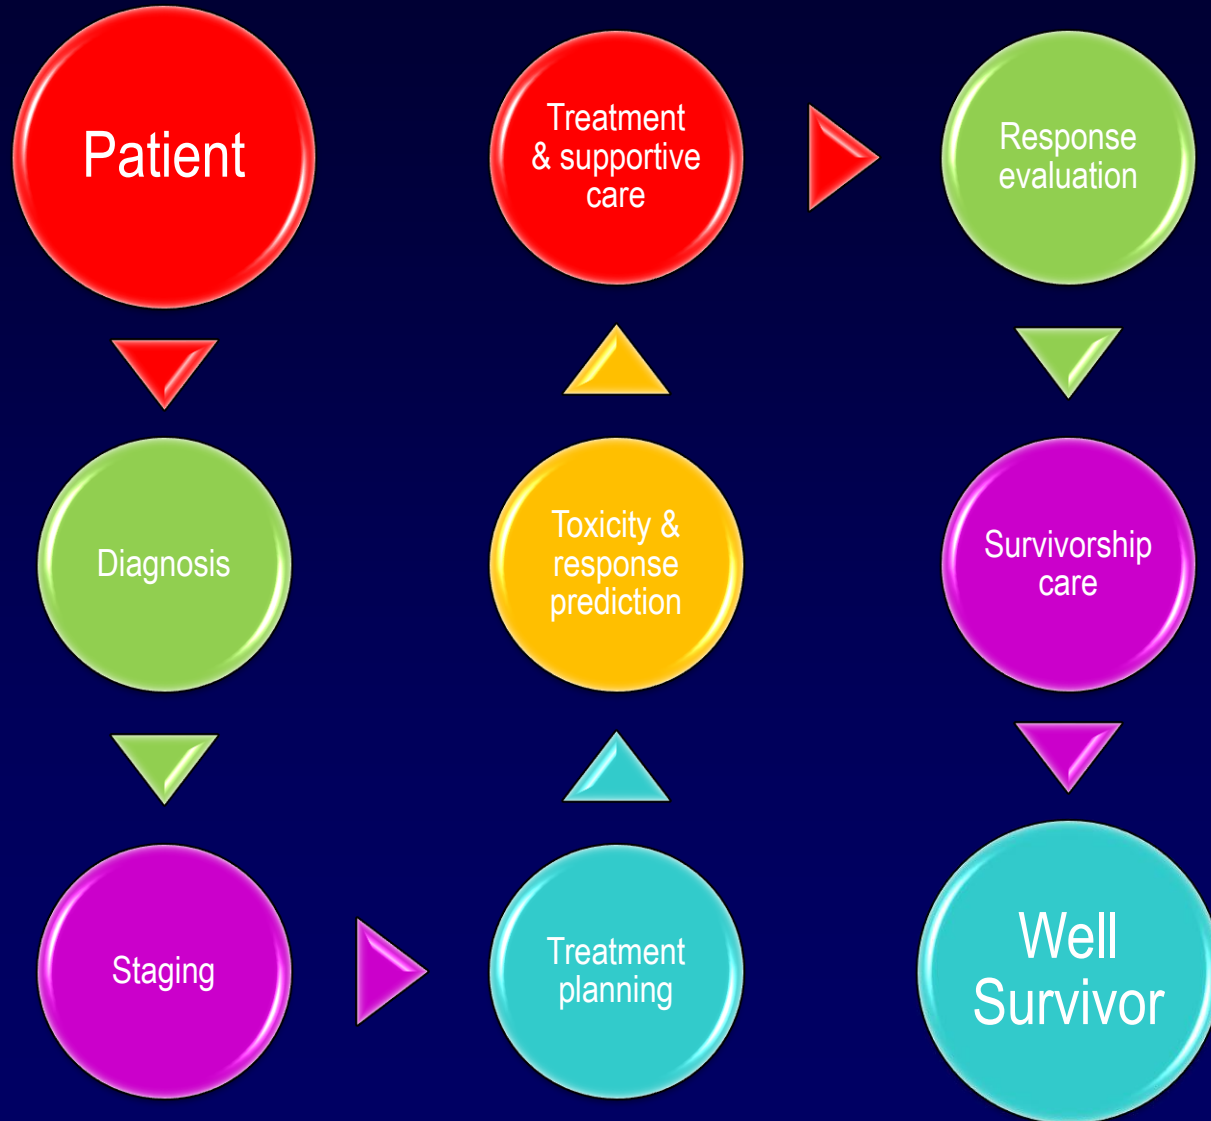 Patient
Diagnosis
Staging
Treatment
planning
Toxicity &
response
prediction
Treatment
& supportive
care
Response
evaluation
Survivorship
care
Well
Survivor